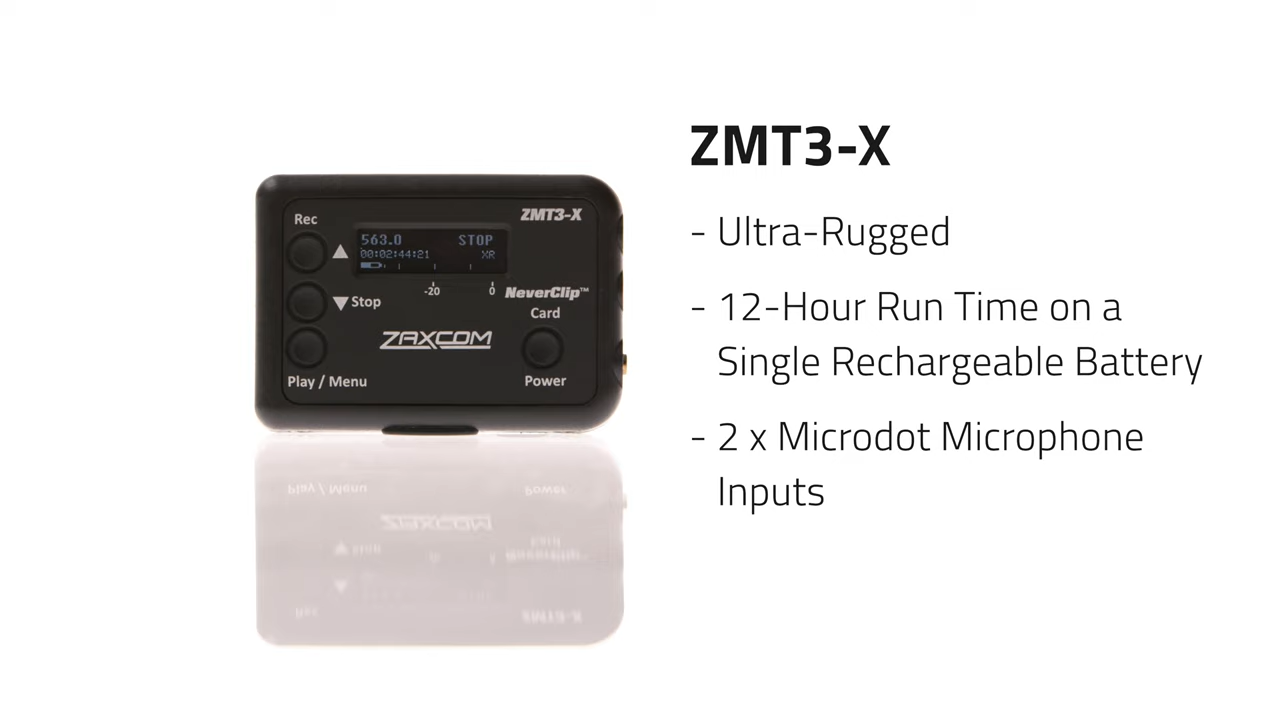 ZMT3-X
- Ultra-Rugged
- 12-Hour Run Time on a
Single Rechargeable Battery
- 2 x Microdot Microphone
Inputs
Rec
ZMT3-X
563.0 STOP
00:02:44:21 XR
-20 0
NeverClip™
Stop
Card
ZAXCOM
Play / Menu
Power